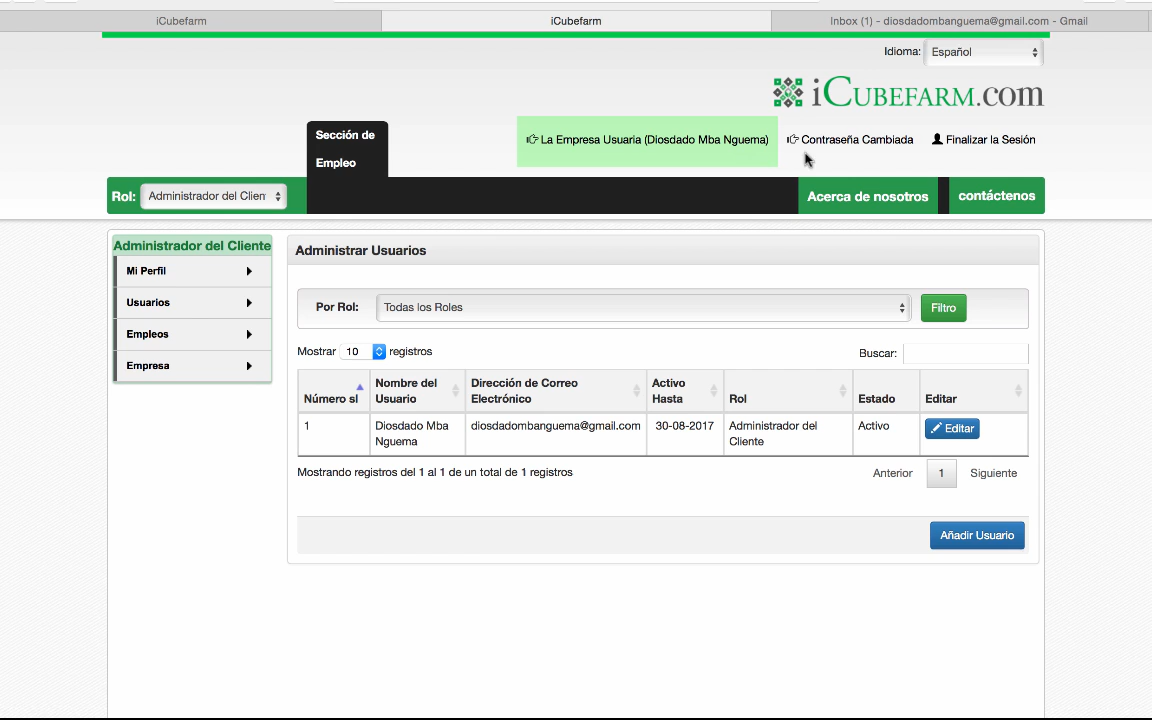 iCubefarm
iCubefarm
Inbox (1) - diosdadombanguema@gmail.com - Gmail
Idioma: Español
iCUBEFARM.com
Sección de
Empleo
La Empresa Usuaria (Diosdado Mba Nguema)
Contraseña Cambiada
Finalizar la Sesión
Rol: Administrador del Clien
Acerca de nosotros
contáctenos
Administrador del Cliente
Mi Perfil
Usuarios
Empleos
Empresa
Administrar Usuarios
Por Rol: Todas los Roles Filtro
Mostrar 10 registros
Buscar:
Número sl
Nombre del
Usuario
Dirección de Correo
Electrónico
Activo
Hasta
Rol
Estado
Editar
1
Diosdado Mba
Nguema
diosdadombanguema@gmail.com
30-08-2017
Administrador del
Cliente
Activo
Editar
Mostrando registros del 1 al 1 de un total de 1 registros
Anterior 1 Siguiente
Añadir Usuario